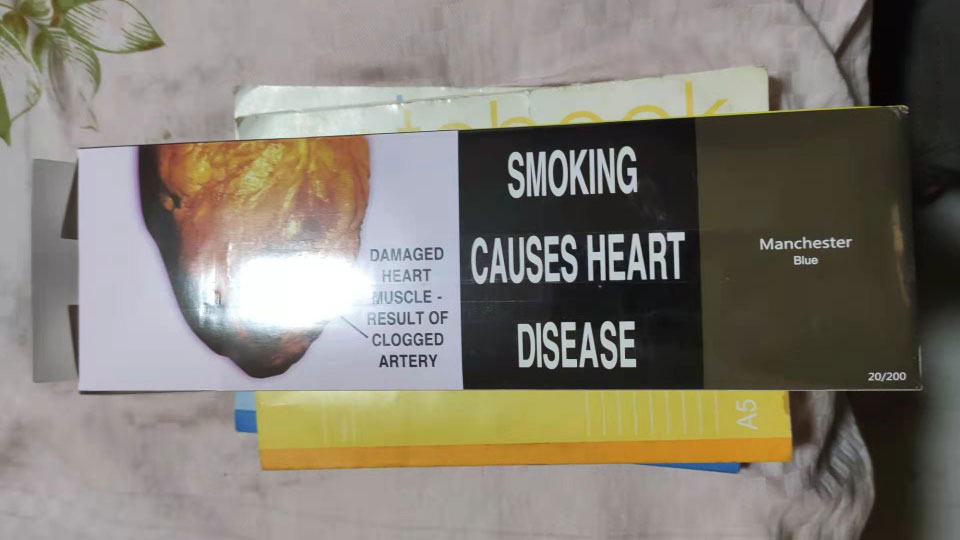 DAMAGED
HEART
MUSCLE -
RESULT OF
CLOGGED
ARTERY
SMOKING
CAUSES HEART
DISEASE
Manchester
Blue
20/200
A5